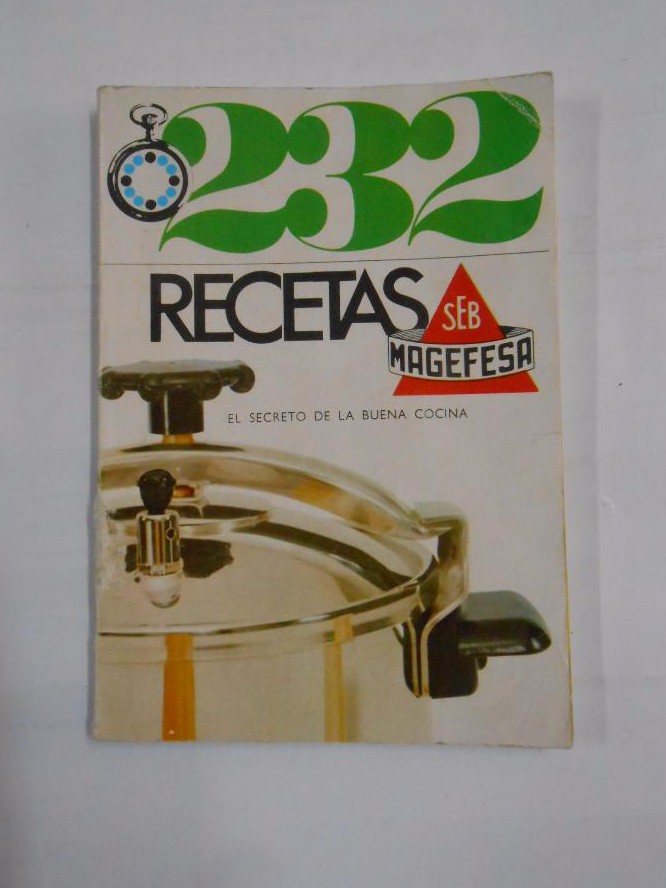 232
RECETAS
SEB
MAGEFESA
EL SECRETO DE LA BUENA COCINA